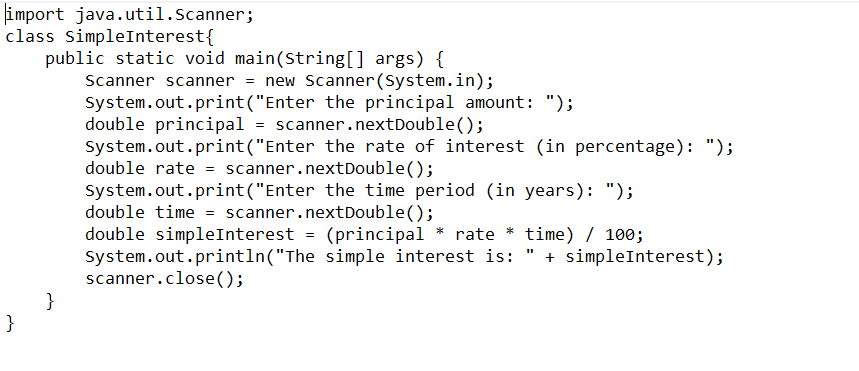 import java.util.Scanner;
class SimpleInterest{
    public static void main(String[] args) {
        Scanner scanner = new Scanner(System.in);
        System.out.print("Enter the principal amount: ");
        double principal = scanner.nextDouble();
        System.out.print("Enter the rate of interest (in percentage): ");
        double rate = scanner.nextDouble();
        System.out.print("Enter the time period (in years): ");
        double time = scanner.nextDouble();
        double simpleInterest = (principal * rate * time) / 100;
        System.out.println("The simple interest is: " + simpleInterest);
        scanner.close();
    }
}